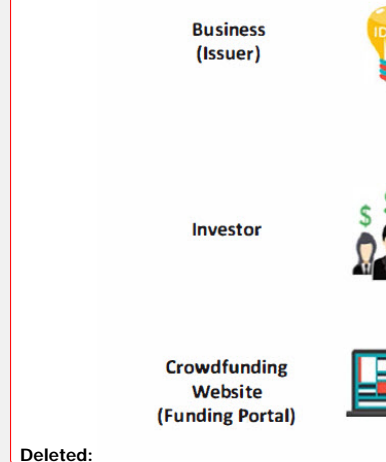 Business
(Issuer)
Investor
$
Crowdfunding
Website
(Funding Portal)
Deleted: